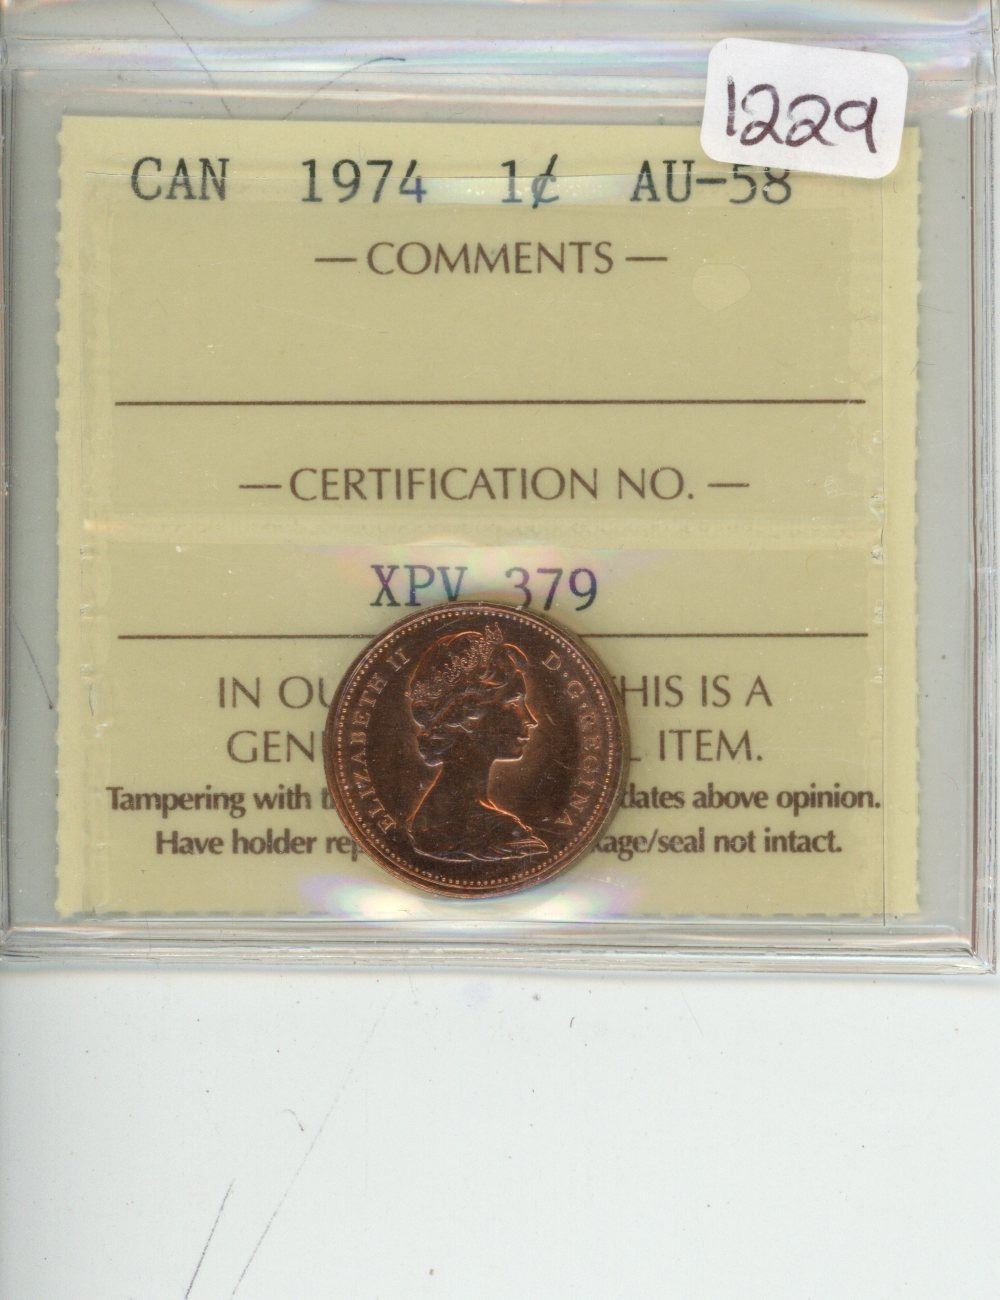 1229
CAN 1974 1¢ AU-58
— COMMENTS —
— CERTIFICATION NO. —
XPV 379
IN OU HIS IS A
GEN ITEM.
Tampering with dates above opinion.
Have holder kage/seal not intact.
ELIZABETH II D·G·REGINA